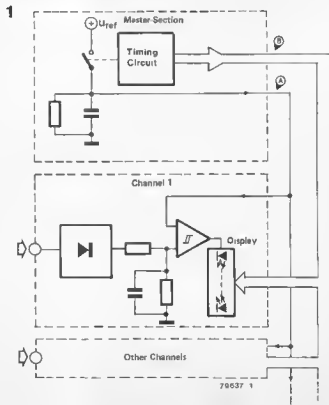 1
Master Section
Uref
Timing
Circuit
B
A
Channel 1
Display
Other Channels
79637 1